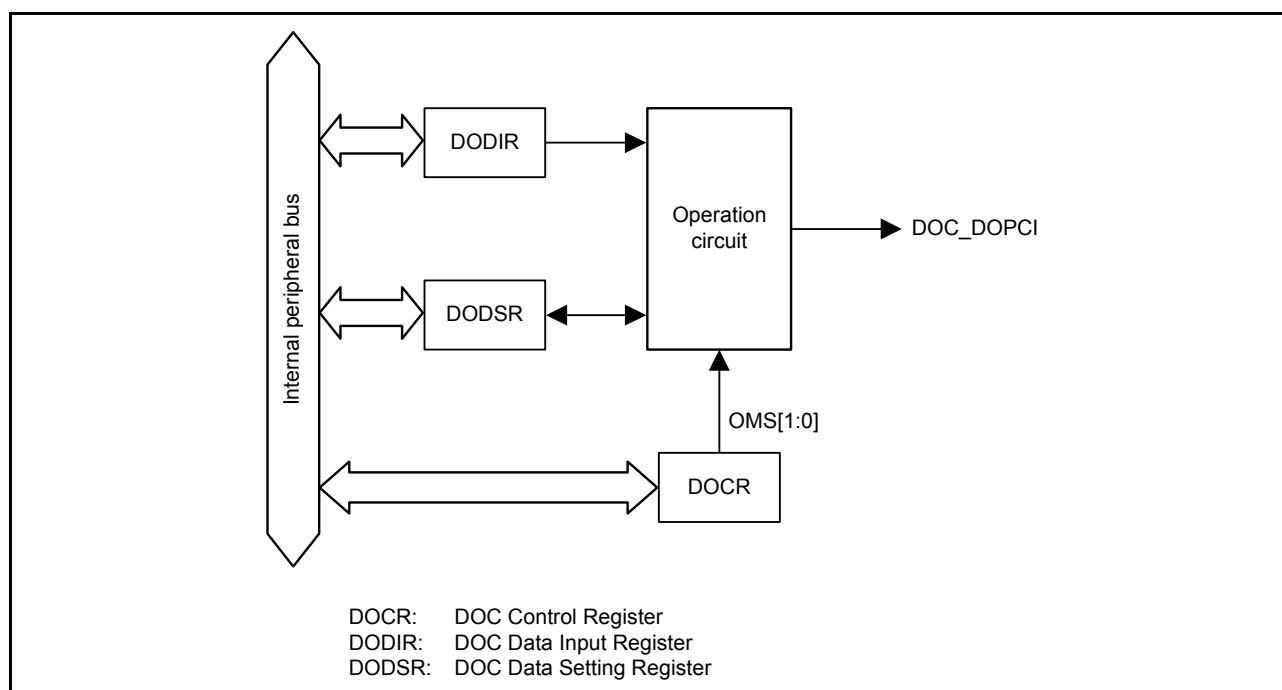 Internal peripheral bus
DODIR
Operation
circuit
DOC_DOPCI
DODSR
OMS[1:0]
DOCR
DOCR: DOC Control Register
DODIR: DOC Data Input Register
DODSR: DOC Data Setting Register